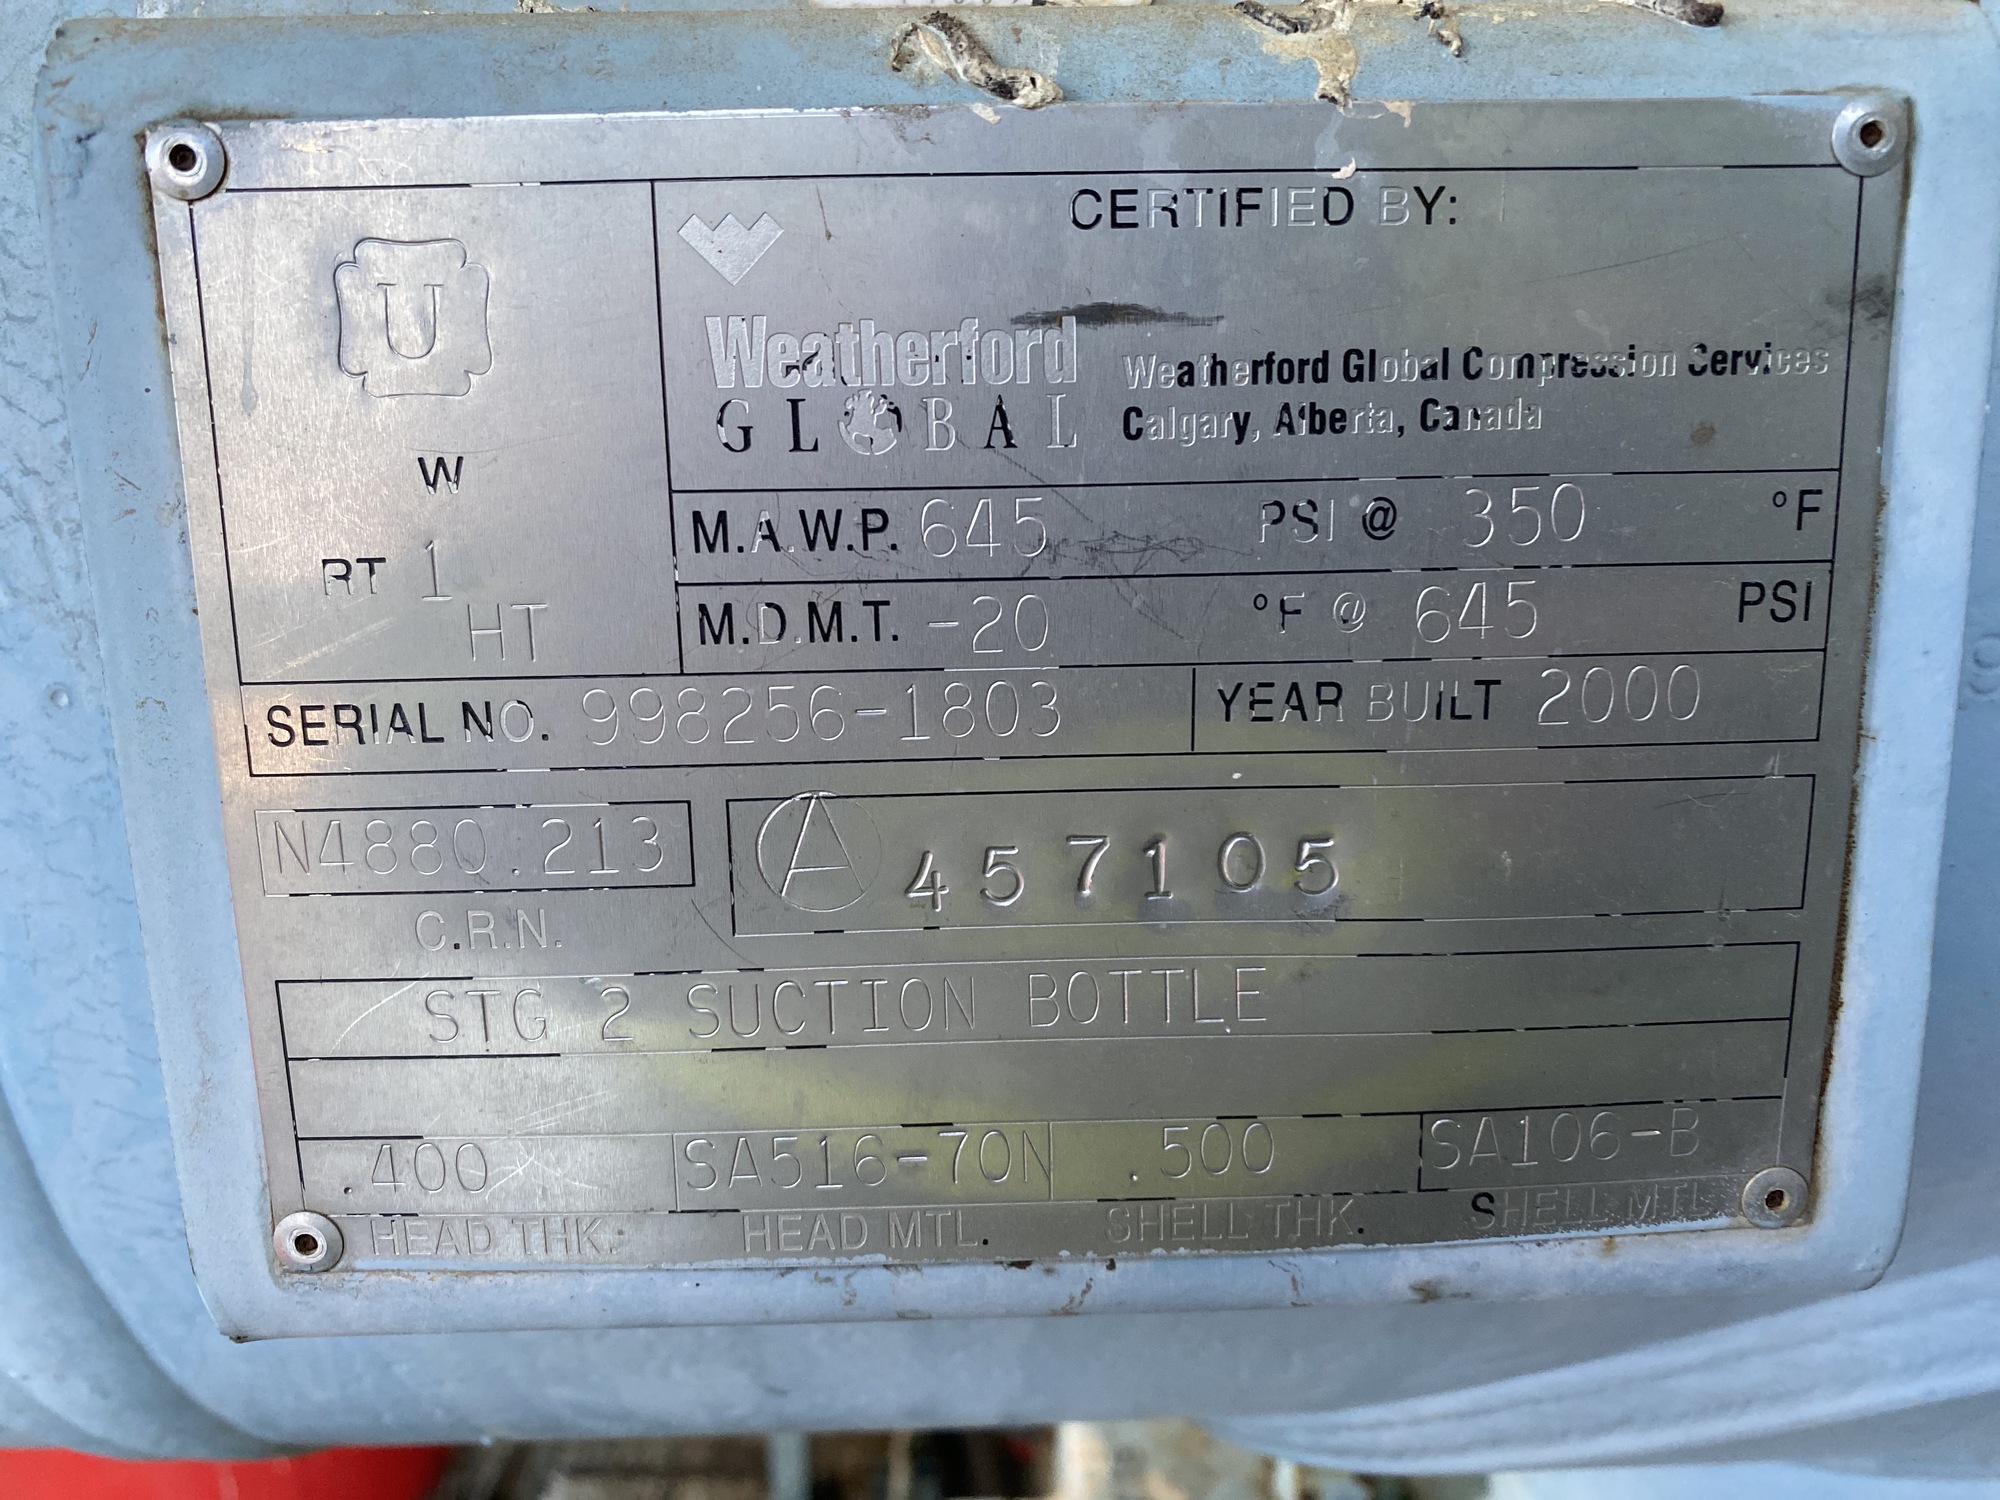 U
W
RT 1
HT
CERTIFIED BY:
Weatherford
GLOBAL
Weatherford Global Compression Services
Calgary, Alberta, Canada
M.A.W.P. 645 PSI @ 350 °F
M.D.M.T. -20 °F @ 645 PSI
SERIAL NO. 998256-1803 YEAR BUILT 2000
N4880.213
C.R.N.
A 457105
STG 2 SUCTION BOTTLE
.400 SA516-70N .500 SA106-B
HEAD THK. HEAD MTL. SHELL THK. SHELL MTL